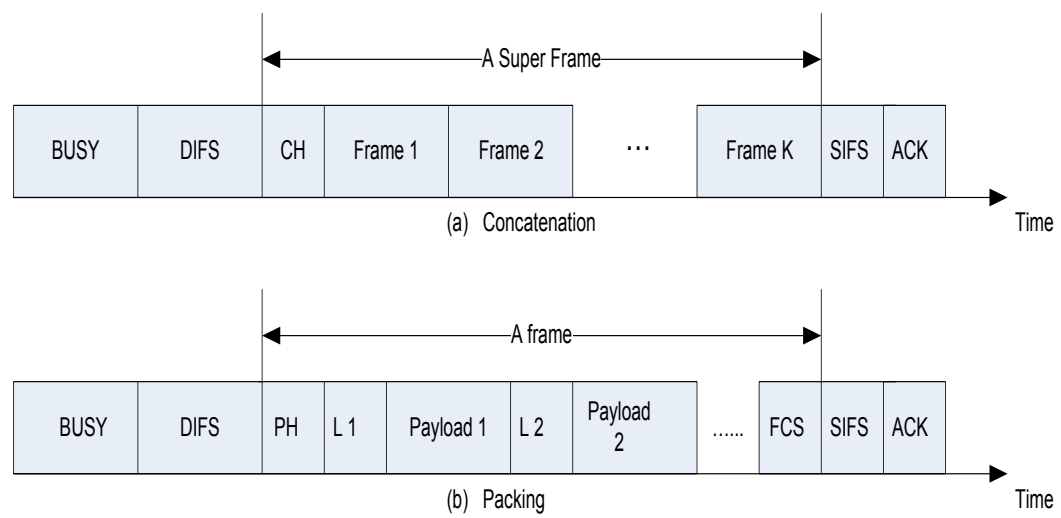 A Super Frame
BUSY DIFS CH Frame 1 Frame 2 ... Frame K SIFS ACK
(a) Concatenation
Time
A frame
BUSY DIFS PH L 1 Payload 1 L 2 Payload
2
...... FCS SIFS ACK
(b) Packing
Time